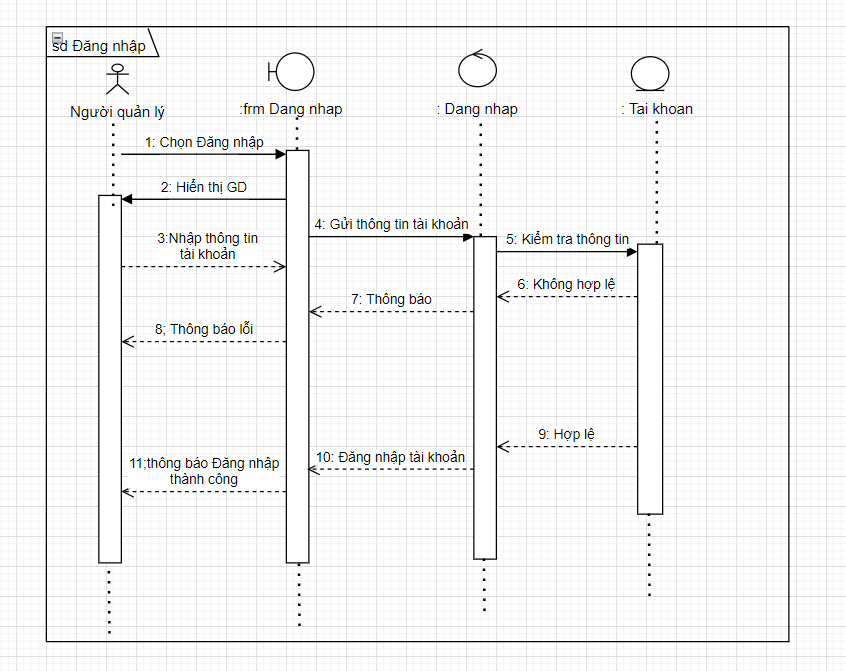 sd Đăng nhập
Người quản lý
:frm Dang nhap
: Dang nhap
: Tai khoan
1: Chọn Đăng nhập
2: Hiển thị GD
3:Nhập thông tin
tài khoản
4: Gửi thông tin tài khoản
5: Kiểm tra thông tin
6: Không hợp lệ
7: Thông báo
8; Thông báo lỗi
9: Hợp lệ
10: Đăng nhập tài khoản
11;thông báo Đăng nhập
thành công